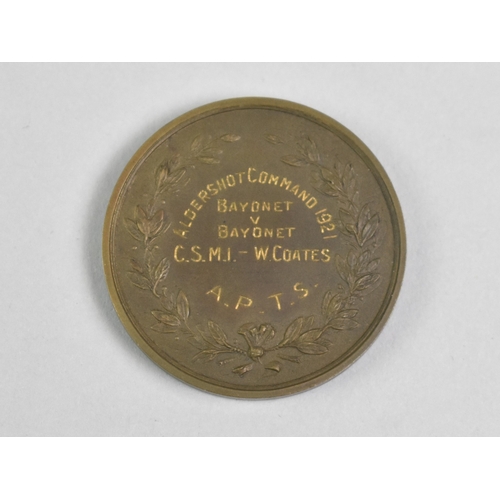 ALDERSHOT COMMAND 1921
BAYONET
V
BAYONET
C.S.M.I. - W. COATES
A.P.T.S.